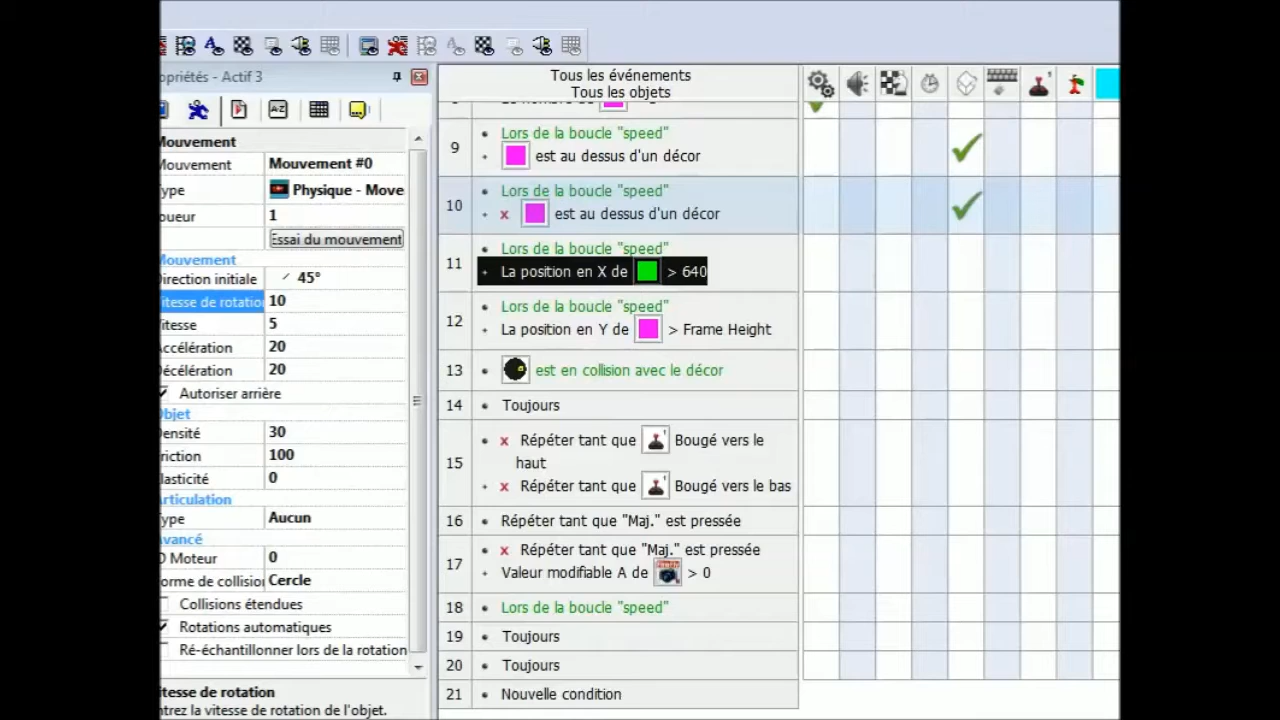 opriétés - Actif 3
Tous les événements
Tous les objets
Mouvement
Mouvement Mouvement #0
ype Physique - Move
oueur 1
Essai du mouvement
Mouvement
Direction initiale 45°
itesse de rotatio 10
itesse 5
Accélération 20
Décélération 20
Autoriser arrière
Objet
Densité 30
riction 100
lasticité 0
Articulation
ype Aucun
Avancé
D Moteur 0
orme de collisio Cercle
Collisions étendues
Rotations automatiques
Ré-échantillonner lors de la rotation
itesse de rotation
ntrez la vitesse de rotation de l'objet.
9 Lors de la boucle "speed"
est au dessus d'un décor
10 Lors de la boucle "speed"
x est au dessus d'un décor
11 Lors de la boucle "speed"
La position en X de > 640
12 Lors de la boucle "speed"
La position en Y de > Frame Height
13 est en collision avec le décor
14 Toujours
15 x Répéter tant que Bougé vers le
haut
x Répéter tant que Bougé vers le bas
16 Répéter tant que "Maj." est pressée
17 x Répéter tant que "Maj." est pressée
Valeur modifiable A de > 0
18 Lors de la boucle "speed"
19 Toujours
20 Toujours
21 Nouvelle condition